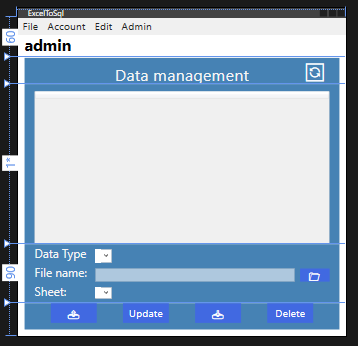 ExcelToSql
File Account Edit Admin
admin
60
Data management
1*
Data Type
90
File name:
Sheet:
Update Delete